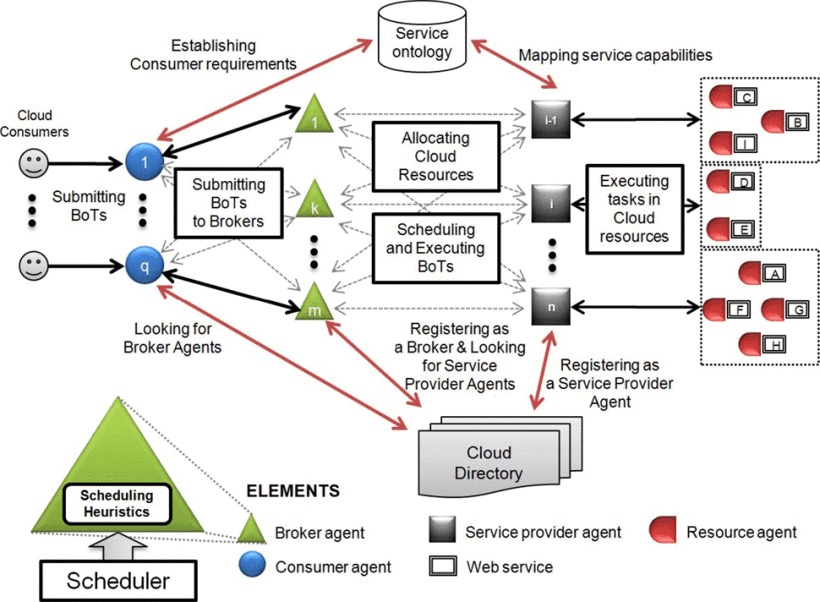 Service
ontology
Establishing
Consumer requirements
Mapping service capabilities
Cloud
Consumers
1
1
i-1
C
B
I
Allocating
Cloud
Resources
Submitting
BoTs
Submitting
BoTs
to Brokers
k
i
Executing
tasks in
Cloud
resources
D
E
Scheduling
and Executing
BoTs
q
m
n
A
F
G
H
Looking for
Broker Agents
Registering as
a Broker & Looking
for Service
Provider Agents
Registering as
a Service Provider
Agent
Cloud
Directory
Scheduling
Heuristics
Scheduler
ELEMENTS
Broker agent
Consumer agent
Service provider agent
Web service
Resource agent